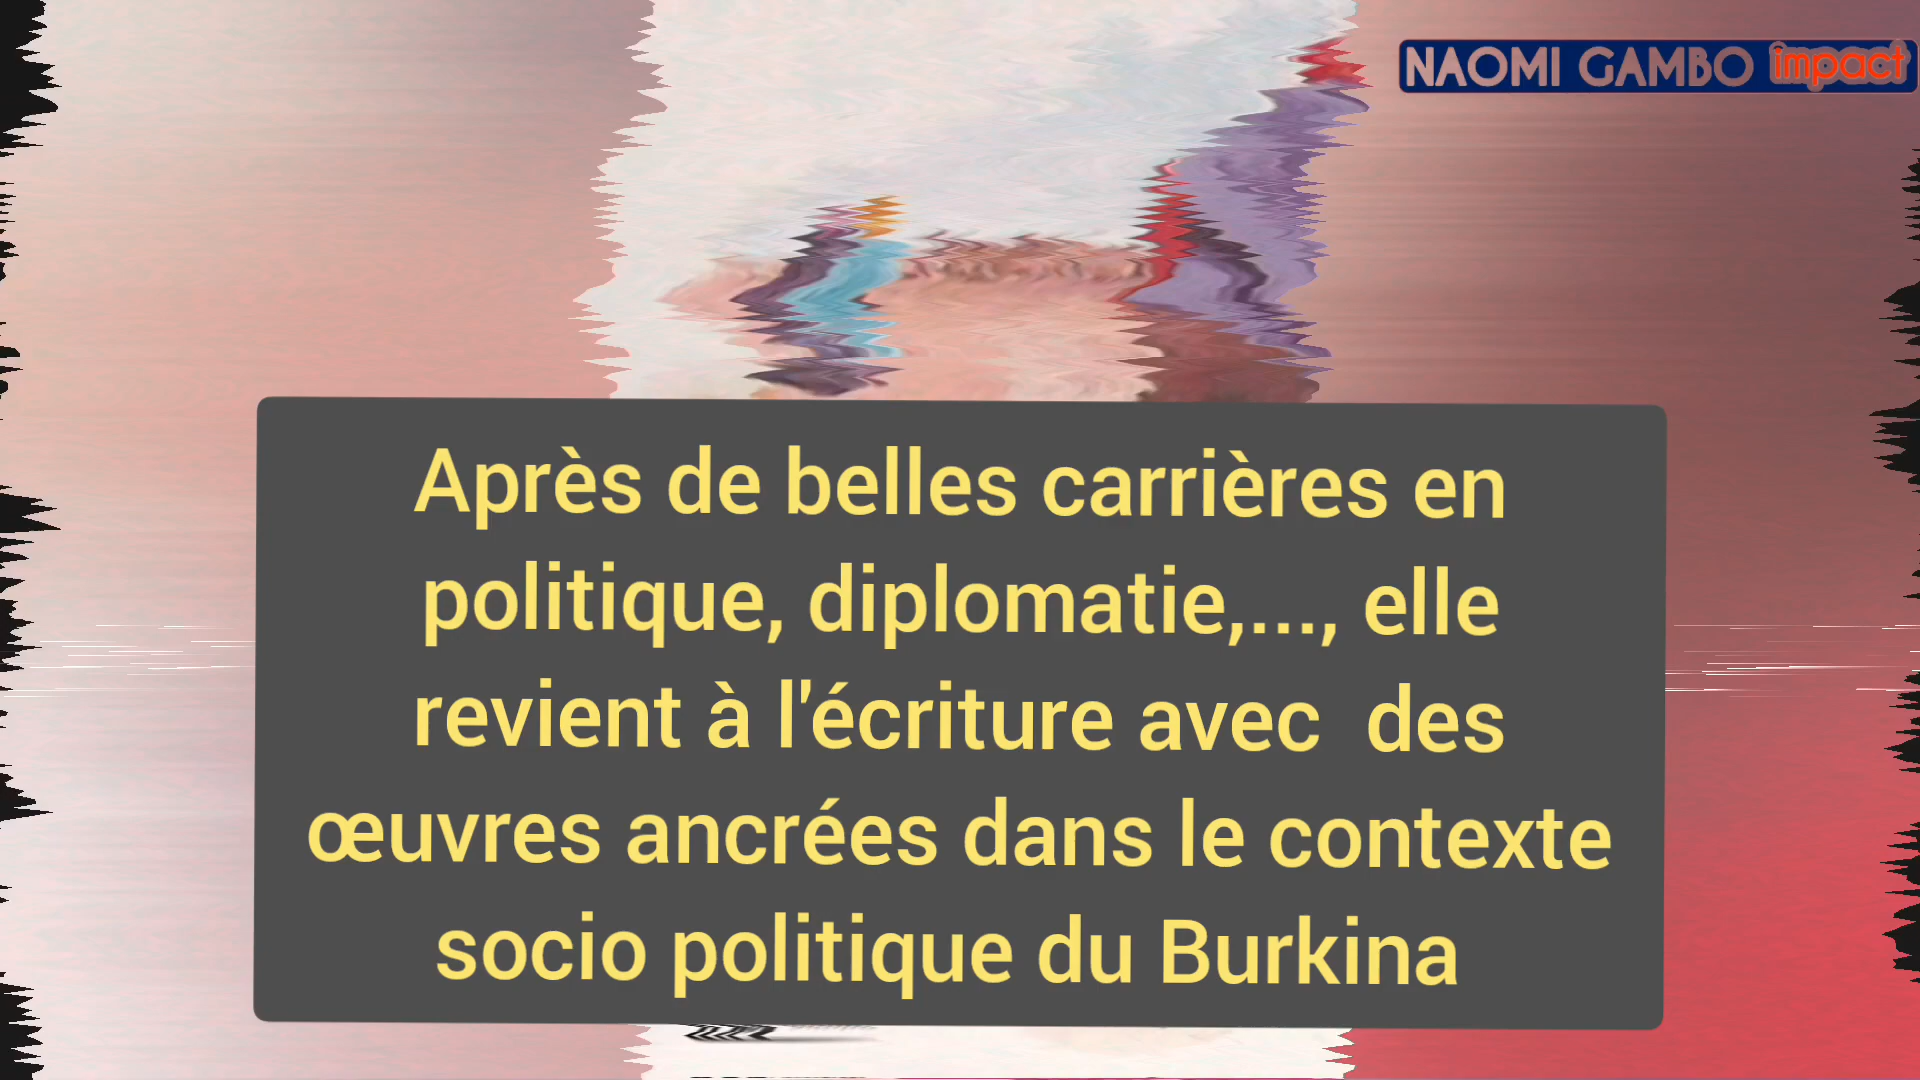 NAOMI GAMBO impact
Après de belles carrières en
politique, diplomatie,..., elle
revient à l'écriture avec  des
œuvres ancrées dans le contexte
socio politique du Burkina